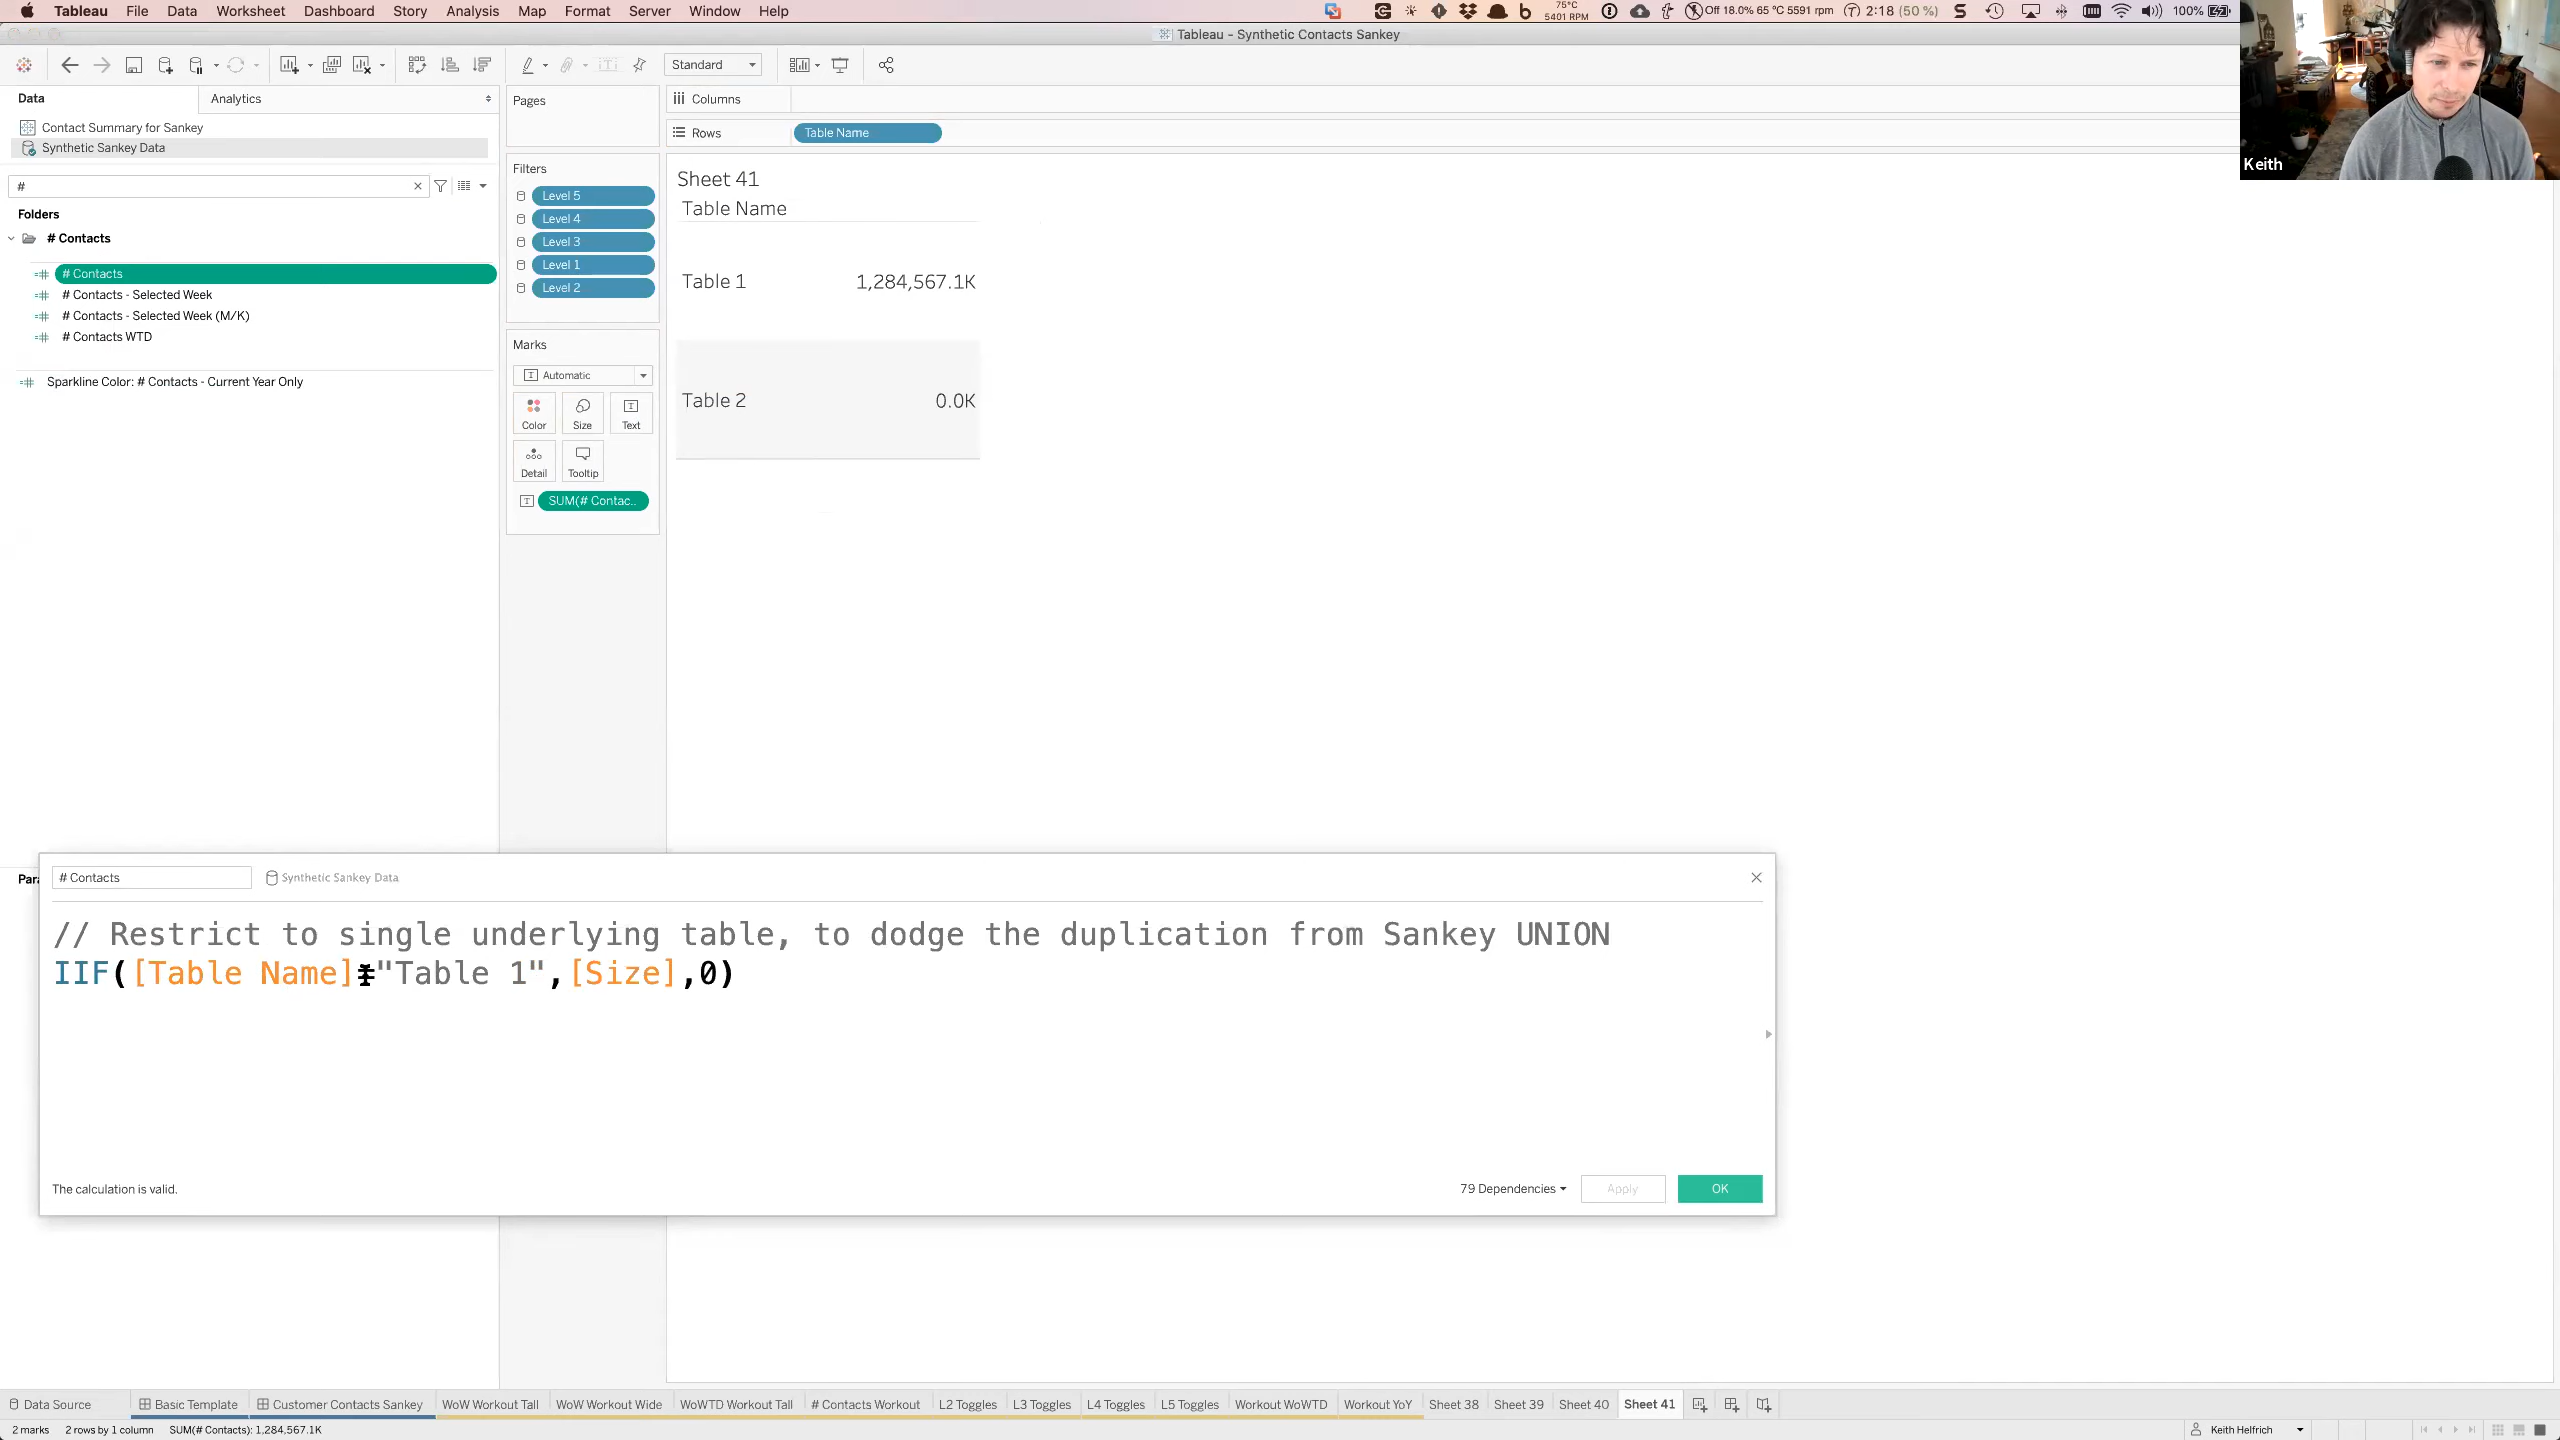 Tableau File Data Worksheet Dashboard Story Analysis Map Format Server Window Help
75°C
5401 RPM
Off 18.0% 65 °C 5591 rpm
2:18 (50 %)
100%
Tableau - Synthetic Contacts Sankey
Standard
Keith
Data
Analytics
Contact Summary for Sankey
Synthetic Sankey Data
#
Folders
# Contacts
# Contacts
# Contacts - Selected Week
# Contacts - Selected Week (M/K)
# Contacts WTD
Sparkline Color: # Contacts - Current Year Only
Pages
Filters
Level 5
Level 4
Level 3
Level 1
Level 2
Marks
Automatic
Color Size Text
Detail Tooltip
SUM(# Contac..
Columns
Rows Table Name
Sheet 41
Table Name
Table 1 1,284,567.1K
Table 2 0.0K
Para
# Contacts
Synthetic Sankey Data
// Restrict to single underlying table, to dodge the duplication from Sankey UNION
IIF([Table Name]="Table 1",[Size],0)
The calculation is valid.
79 Dependencies
Apply
OK
Data Source Basic Template Customer Contacts Sankey WoW Workout Tall WoW Workout Wide WoWTD Workout Tall # Contacts Workout L2 Toggles L3 Toggles L4 Toggles L5 Toggles Workout WoWTD Workout YoY Sheet 38 Sheet 39 Sheet 40 Sheet 41
2 marks 2 rows by 1 column SUM(# Contacts): 1,284,567.1K
Keith Helfrich